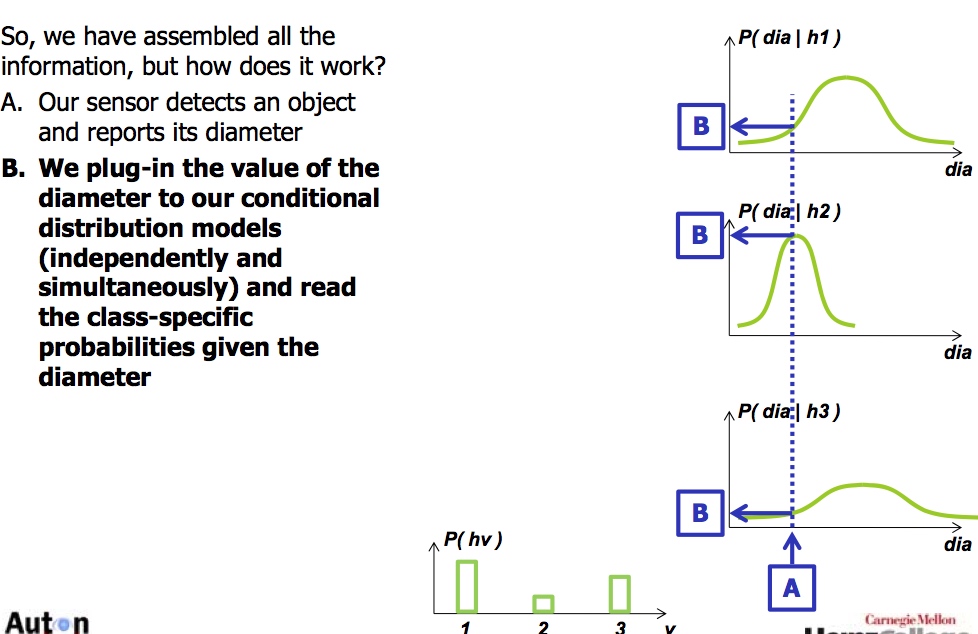 So, we have assembled all the
information, but how does it work?
A. Our sensor detects an object
and reports its diameter
B. We plug-in the value of the
diameter to our conditional
distribution models
(independently and
simultaneously) and read
the class-specific
probabilities given the
diameter
P( dia | h1 )
B
dia
P( dia | h2 )
B
dia
P( dia | h3 )
B
dia
A
P( hv )
1 2 3 v
Auton
Carnegie Mellon